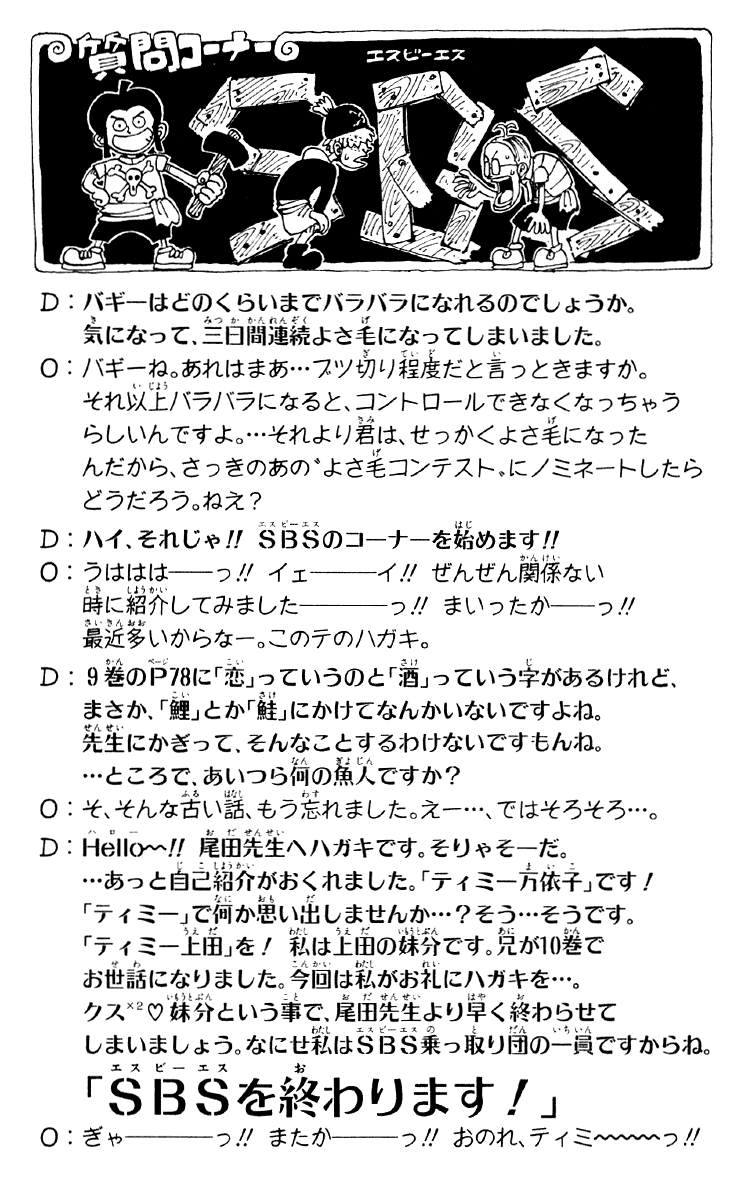 質問コーナー
エスビーエス
SBS
D：バギーはどのくらいまでバラバラになれるのでしょうか。
気になって、三日間連続よさ毛になってしまいました。
O：バギーね。あれはまあ…ブツ切り程度だと言っときますか。
それ以上バラバラになると、コントロールできなくなっちゃう
らしいんですよ。…それより君は、せっかくよさ毛になった
んだから、さっきのあの〝よさ毛コンテスト〟にノミネートしたら
どうだろう。ねえ？
D：ハイ、それじゃ!! SBSのコーナーを始めます!!
O：うははは――っ!! イェ――――イ!! ぜんぜん関係ない
時に紹介してみました――――っ!! まいったか――っ!!
最近多いからなー。このテのハガキ。
D：9巻のP78に「恋」っていうのと「酒」っていう字があるけれど、
まさか、「鯉」とか「鮭」にかけてなんかいないですよね。
先生にかぎって、そんなことするわけないですもんね。
…ところで、あいつら何の魚人ですか？
O：そ、そんな古い話、もう忘れました。えー…、ではそろそろ…。
D：Hello〜!! 尾田先生へハガキです。そりゃそーだ。
…あっと自己紹介がおくれました。「ティミー万依子」です！
「ティミー」で何か思い出しませんか…？そう…そうです。
「ティミー上田」を！ 私は上田の妹分です。兄が10巻で
お世話になりました。今回は私がお礼にハガキを…。
クス×2♡妹分という事で、尾田先生より早く終わらせて
しまいましょう。なにせ私はSBS乗っ取り団の一員ですからね。
「SBSを終わります！」
O：ぎゃ――――っ!! またか―――っ!! おのれ、ティミ〜〜〜〜っ!!